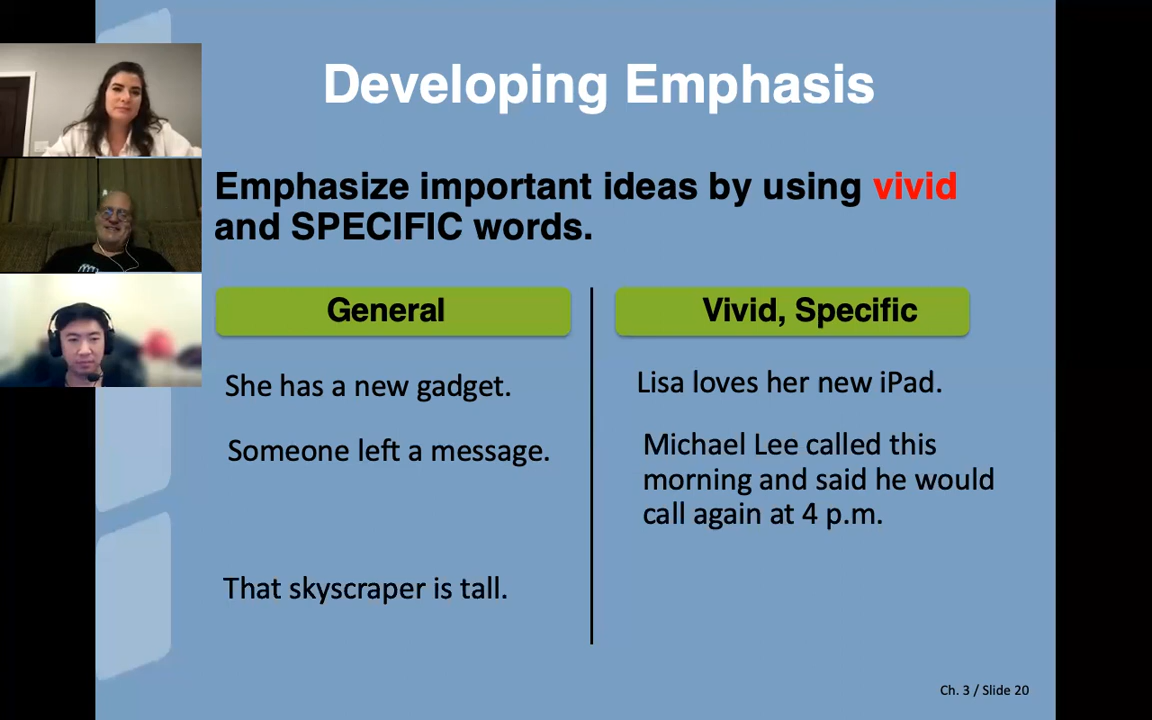 Developing Emphasis
Emphasize important ideas by using vivid
and SPECIFIC words.
General
Vivid, Specific
She has a new gadget.
Lisa loves her new iPad.
Someone left a message.
Michael Lee called this
morning and said he would
call again at 4 p.m.
That skyscraper is tall.
Ch. 3 / Slide 20